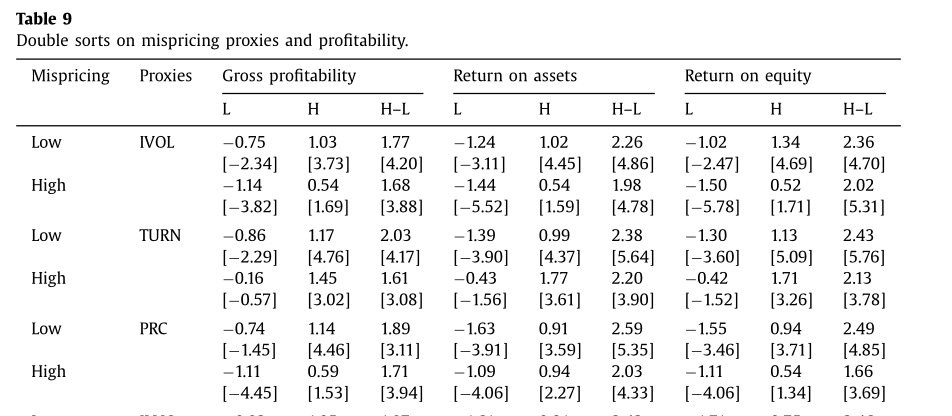 Table 9
Double sorts on mispricing proxies and profitability.
Mispricing Proxies Gross profitability Return on assets Return on equity
L H H–L L H H–L L H H–L
Low IVOL −0.75 1.03 1.77 −1.24 1.02 2.26 −1.02 1.34 2.36
[−2.34] [3.73] [4.20] [−3.11] [4.45] [4.86] [−2.47] [4.69] [4.70]
High −1.14 0.54 1.68 −1.44 0.54 1.98 −1.50 0.52 2.02
[−3.82] [1.69] [3.88] [−5.52] [1.59] [4.78] [−5.78] [1.71] [5.31]
Low TURN −0.86 1.17 2.03 −1.39 0.99 2.38 −1.30 1.13 2.43
[−2.29] [4.76] [4.17] [−3.90] [4.37] [5.64] [−3.60] [5.09] [5.76]
High −0.16 1.45 1.61 −0.43 1.77 2.20 −0.42 1.71 2.13
[−0.57] [3.02] [3.08] [−1.56] [3.61] [3.90] [−1.52] [3.26] [3.78]
Low PRC −0.74 1.14 1.89 −1.63 0.91 2.59 −1.55 0.94 2.49
[−1.45] [4.46] [3.11] [−3.91] [3.59] [5.35] [−3.46] [3.71] [4.85]
High −1.11 0.59 1.71 −1.09 0.94 2.03 −1.11 0.54 1.66
[−4.45] [1.53] [3.94] [−4.06] [2.27] [4.33] [−4.06] [1.34] [3.69]